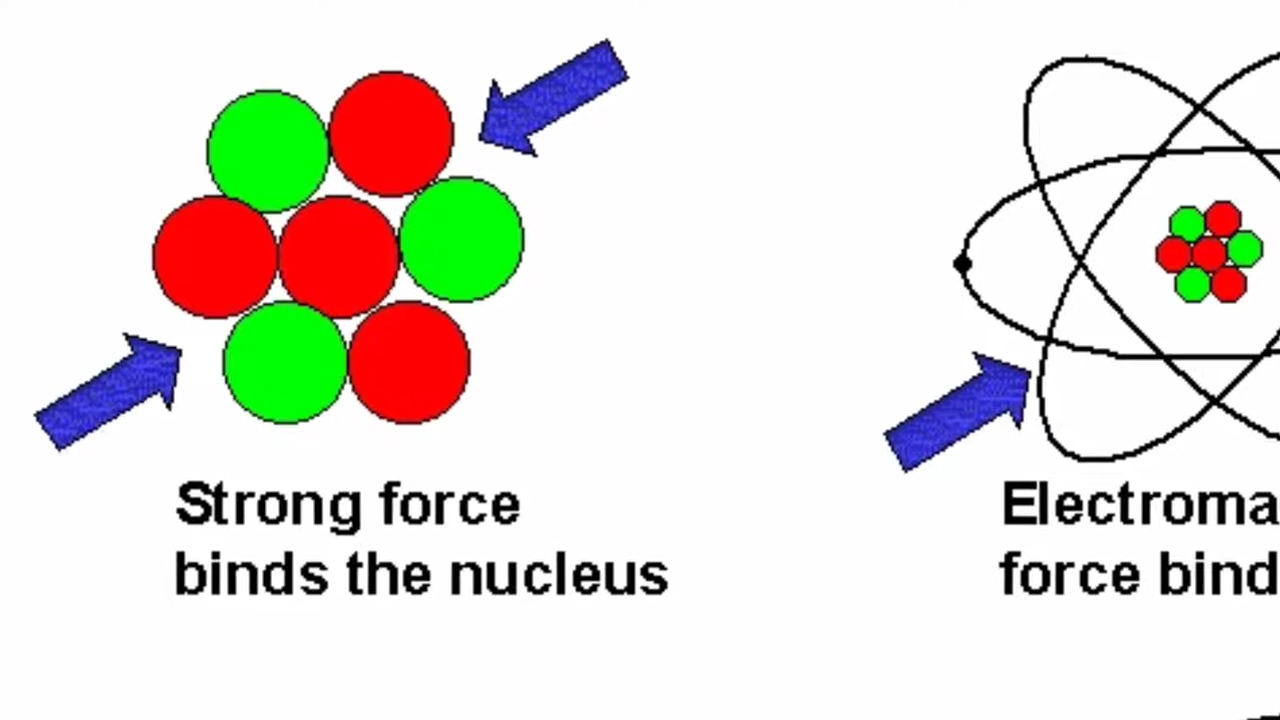 Strong force
binds the nucleus
Electroma
force bind